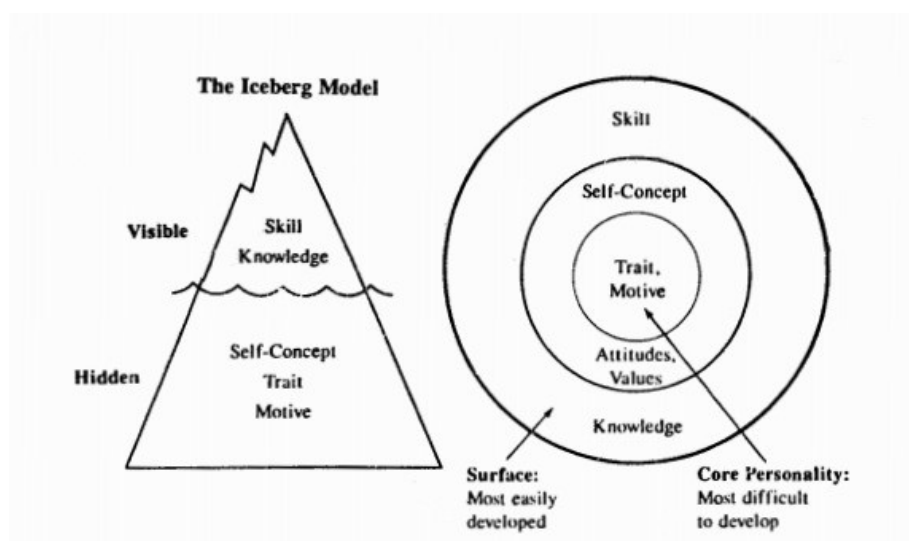 The Iceberg Model
Visible
Skill
Knowledge
Hidden
Self-Concept
Trait
Motive
Skill
Self-Concept
Trait,
Motive
Attitudes,
Values
Knowledge
Surface:
Most easily
developed
Core Personality:
Most difficult
to develop